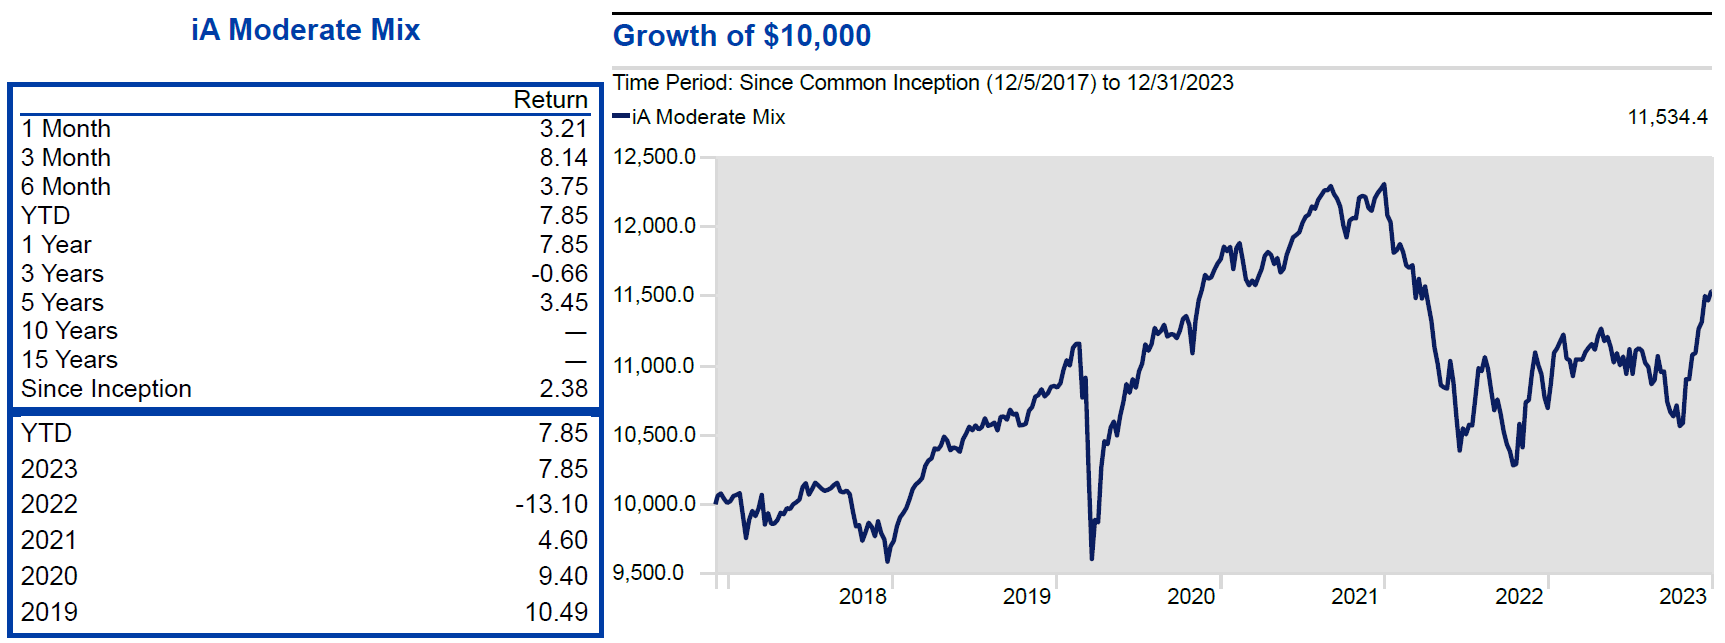 iA Moderate Mix
Return
1 Month 3.21
3 Month 8.14
6 Month 3.75
YTD 7.85
1 Year 7.85
3 Years -0.66
5 Years 3.45
10 Years —
15 Years —
Since Inception 2.38
YTD 7.85
2023 7.85
2022 -13.10
2021 4.60
2020 9.40
2019 10.49
Growth of $10,000
Time Period: Since Common Inception (12/5/2017) to 12/31/2023
iA Moderate Mix 11,534.4
12,500.0
12,000.0
11,500.0
11,000.0
10,500.0
10,000.0
9,500.0
2018 2019 2020 2021 2022 2023